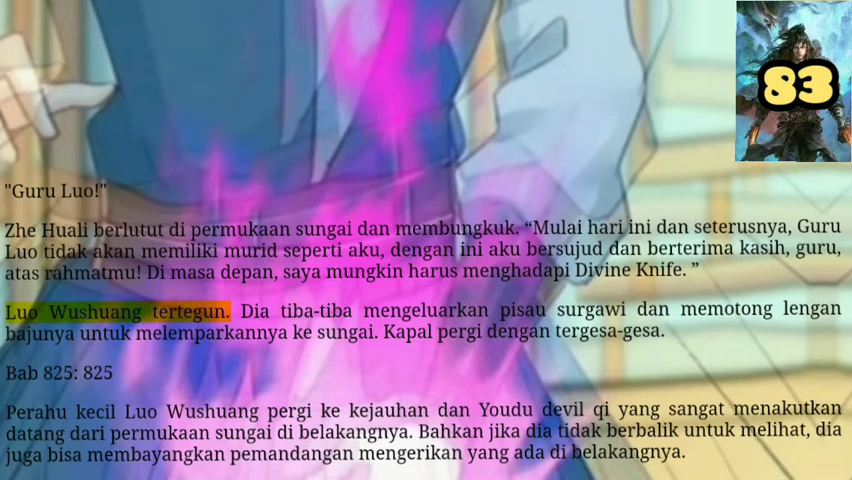 83
"Guru Luo!"
Zhe Huali berlutut di permukaan sungai dan membungkuk. “Mulai hari ini dan seterusnya, Guru
Luo tidak akan memiliki murid seperti aku, dengan ini aku bersujud dan berterima kasih, guru,
atas rahmatmu! Di masa depan, saya mungkin harus menghadapi Divine Knife. ”
Luo Wushuang tertegun. Dia tiba-tiba mengeluarkan pisau surgawi dan memotong lengan
bajunya untuk melemparkannya ke sungai. Kapal pergi dengan tergesa-gesa.
Bab 825: 825
Perahu kecil Luo Wushuang pergi ke kejauhan dan Youdu devil qi yang sangat menakutkan
datang dari permukaan sungai di belakangnya. Bahkan jika dia tidak berbalik untuk melihat, dia
juga bisa membayangkan pemandangan mengerikan yang ada di belakangnya.